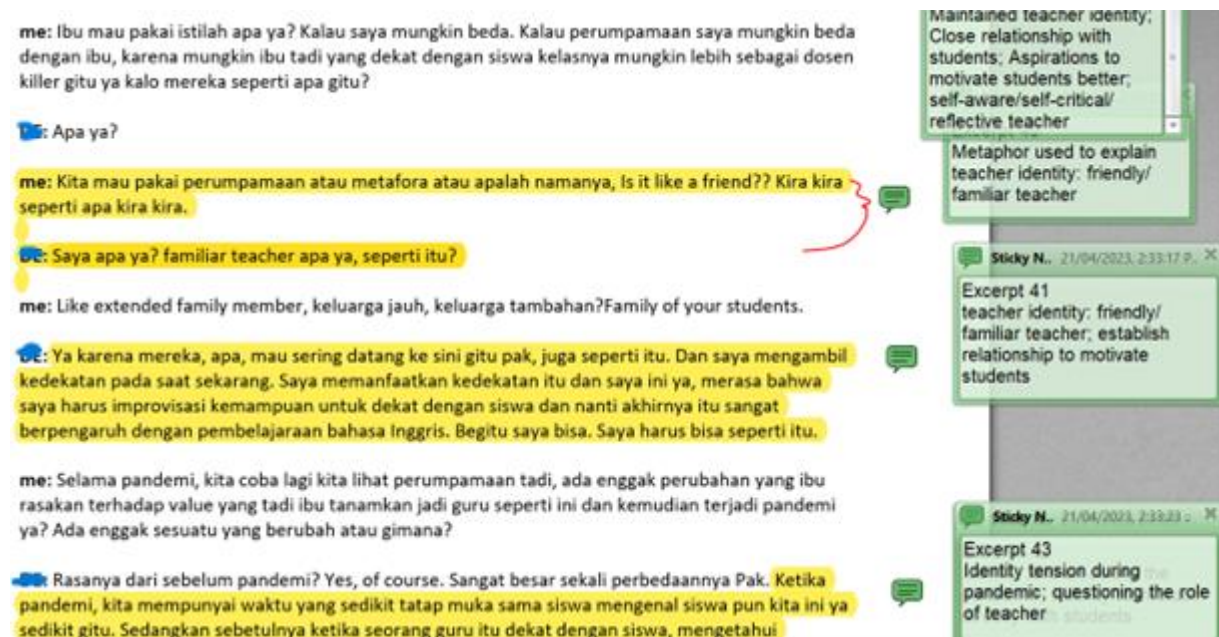 me: Ibu mau pakai istilah apa ya? Kalau saya mungkin beda. Kalau perumpamaan saya mungkin beda
dengan ibu, karena mungkin ibu tadi yang dekat dengan siswa kelasnya mungkin lebih sebagai dosen
killer gitu ya kalo mereka seperti apa gitu?
: Apa ya?
me: Kita mau pakai perumpamaan atau metafora atau apalah namanya, Is it like a friend?? Kira kira
seperti apa kira kira.
: Saya apa ya? familiar teacher apa ya, seperti itu?
me: Like extended family member, keluarga jauh, keluarga tambahan?Family of your students.
: Ya karena mereka, apa, mau sering datang ke sini gitu pak, juga seperti itu. Dan saya mengambil
kedekatan pada saat sekarang. Saya memanfaatkan kedekatan itu dan saya ini ya, merasa bahwa
saya harus improvisasi kemampuan untuk dekat dengan siswa dan nanti akhirnya itu sangat
berpengaruh dengan pembelajaraan bahasa Inggris. Begitu saya bisa. Saya harus bisa seperti itu.
me: Selama pandemi, kita coba lagi kita lihat perumpamaan tadi, ada enggak perubahan yang ibu
rasakan terhadap value yang tadi ibu tanamkan jadi guru seperti ini dan kemudian terjadi pandemi
ya? Ada enggak sesuatu yang berubah atau gimana?
: Rasanya dari sebelum pandemi? Yes, of course. Sangat besar sekali perbedaannya Pak. Ketika
pandemi, kita mempunyai waktu yang sedikit tatap muka sama siswa mengenal siswa pun kita ini ya
sedikit gitu. Sedangkan sebetulnya ketika seorang guru itu dekat dengan siswa, mengetahui
Maintained teacher identity;
Close relationship with
students; Aspirations to
motivate students better;
self-aware/self-critical/
reflective teacher
Metaphor used to explain
teacher identity: friendly/
familiar teacher
Sticky N.. 21/04/2023, 2:33:17 P..
Excerpt 41
teacher identity: friendly/
familiar teacher; establish
relationship to motivate
students
Sticky N.. 21/04/2023, 2:33:23
Excerpt 43
Identity tension during
pandemic; questioning the role
of teacher